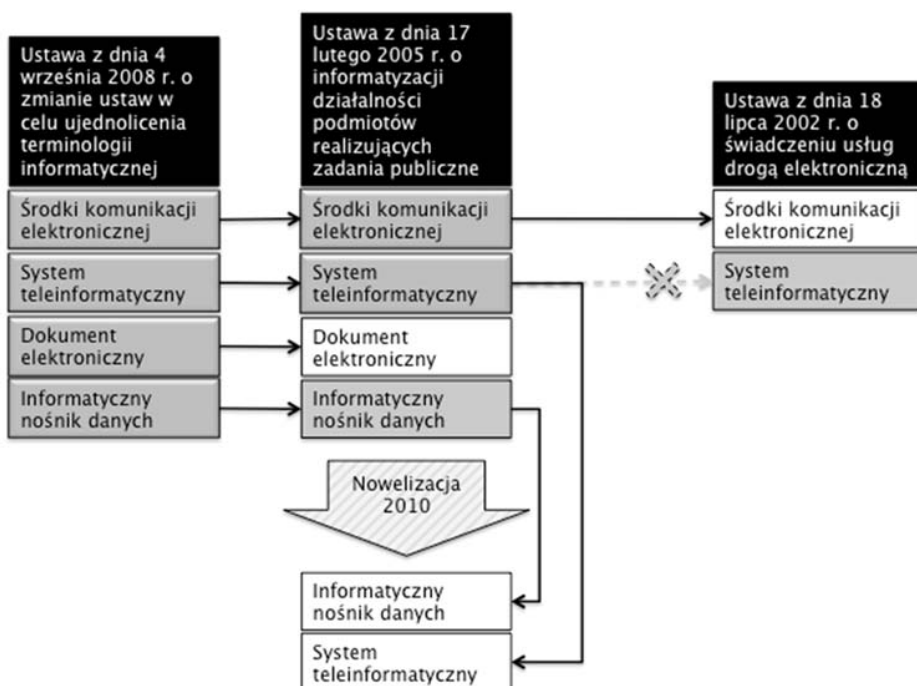 Ustawa z dnia 4
września 2008 r. o
zmianie ustaw w
celu ujednolicenia
terminologii
informatycznej
Środki komunikacji
elektronicznej
System
teleinformatyczny
Dokument
elektroniczny
Informatyczny
nośnik danych
Ustawa z dnia 17
lutego 2005 r. o
informatyzacji
działalności
podmiotów
realizujących
zadania publiczne
Środki komunikacji
elektronicznej
System
teleinformatyczny
Dokument
elektroniczny
Informatyczny
nośnik danych
Nowelizacja
2010
Informatyczny
nośnik danych
System
teleinformatyczny
Ustawa z dnia 18
lipca 2002 r. o
świadczeniu usług
drogą elektroniczną
Środki komunikacji
elektronicznej
System
teleinformatyczny